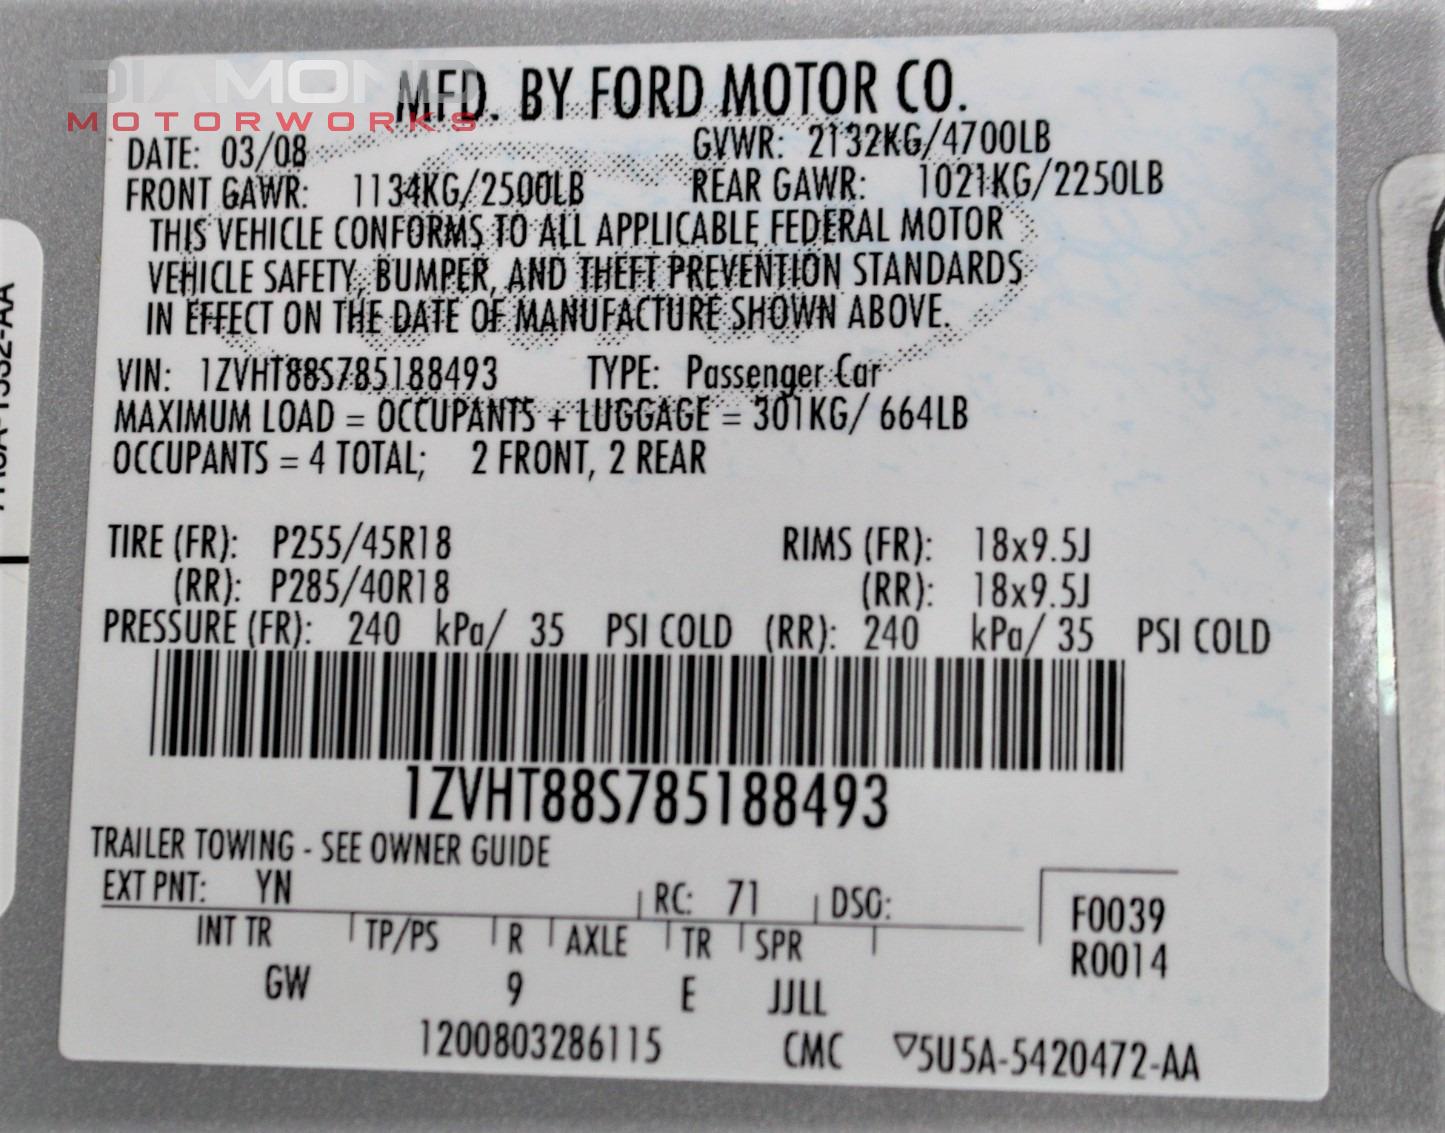 DIAMOND
MOTORWORKS
MFD. BY FORD MOTOR CO.
DATE: 03/08 GVWR: 2132KG/4700LB
FRONT GAWR: 1134KG/2500LB REAR GAWR: 1021KG/2250LB
THIS VEHICLE CONFORMS TO ALL APPLICABLE FEDERAL MOTOR
VEHICLE SAFETY, BUMPER, AND THEFT PREVENTION STANDARDS
IN EFFECT ON THE DATE OF MANUFACTURE SHOWN ABOVE.
VIN: 1ZVHT88S785188493 TYPE: Passenger Car
MAXIMUM LOAD = OCCUPANTS + LUGGAGE = 301KG/ 664LB
OCCUPANTS = 4 TOTAL; 2 FRONT, 2 REAR
TIRE (FR): P255/45R18 RIMS (FR): 18x9.5J
(RR): P285/40R18 (RR): 18x9.5J
PRESSURE (FR): 240 kPa/ 35 PSI COLD (RR): 240 kPa/ 35 PSI COLD
1ZVHT88S785188493
TRAILER TOWING - SEE OWNER GUIDE
EXT PNT: YN RC: 71 DSO:
INT TR TP/PS R AXLE TR SPR
F0039
R0014
GW 9 E JJLL
1200803286115 CMC ▽5U5A-5420472-AA